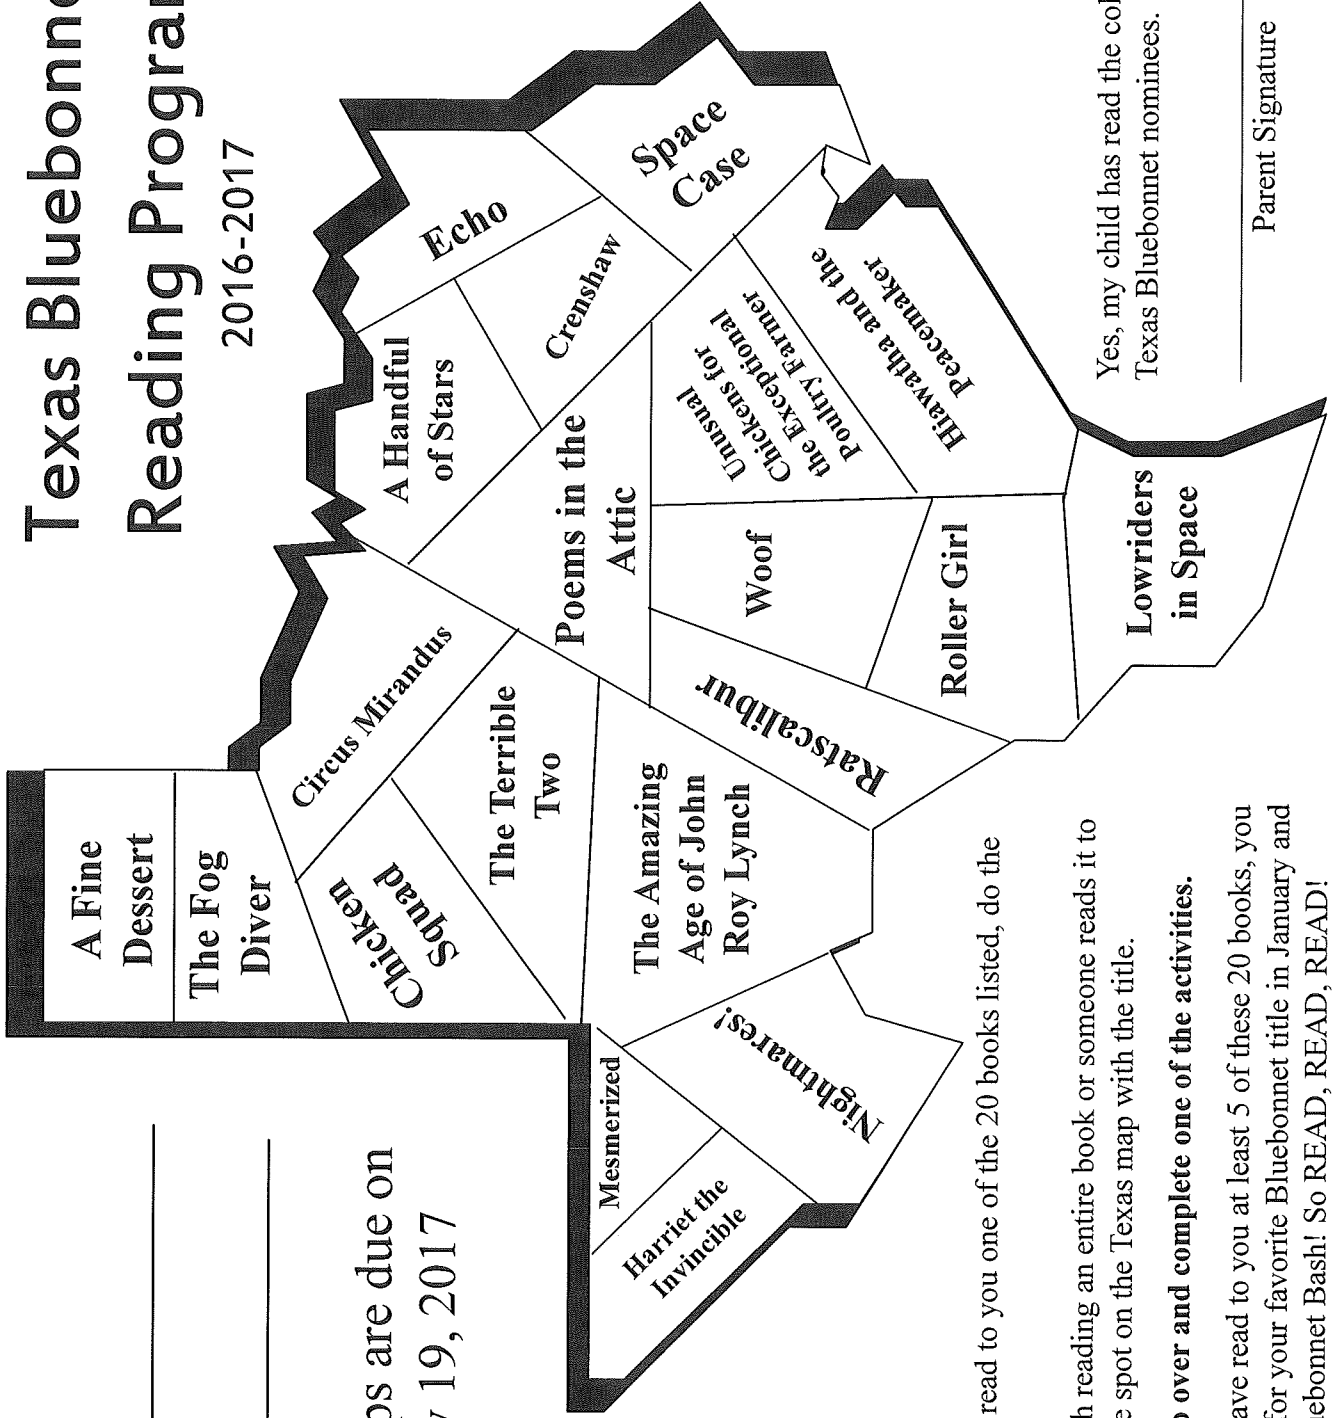 Texas Bluebonne
Reading Progra
2016-2017
os are due on
19, 2017
A Fine
Dessert
The Fog
Diver
Chicken
Squad
Circus Mirandus
The Terrible
Two
The Amazing
Age of John
Roy Lynch
Mesmerized
Harriet the
Invincible
Nightmares!
A Handful
of Stars
Echo
Crenshaw
Space
Case
Poems in the
Attic
Unusual
Chickens for
the Exceptional
Poultry Farmer
Hiawatha and the
Peacemaker
Woof
Ratscalibur
Roller Girl
Lowriders
in Space
read to you one of the 20 books listed, do the
h reading an entire book or someone reads it to
e spot on the Texas map with the title.
over and complete one of the activities.
ave read to you at least 5 of these 20 books, you
for your favorite Bluebonnet title in January and
ebonnet Bash! So READ, READ, READ!
Yes, my child has read the col
Texas Bluebonnet nominees.
Parent Signature